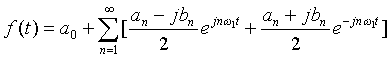 $f(t) = a_0 + \sum_{n=1}^{\infty} [\frac{a_n - jb_n}{2} e^{jn\omega_1 t} + \frac{a_n + jb_n}{2} e^{-jn\omega_1 t}]$